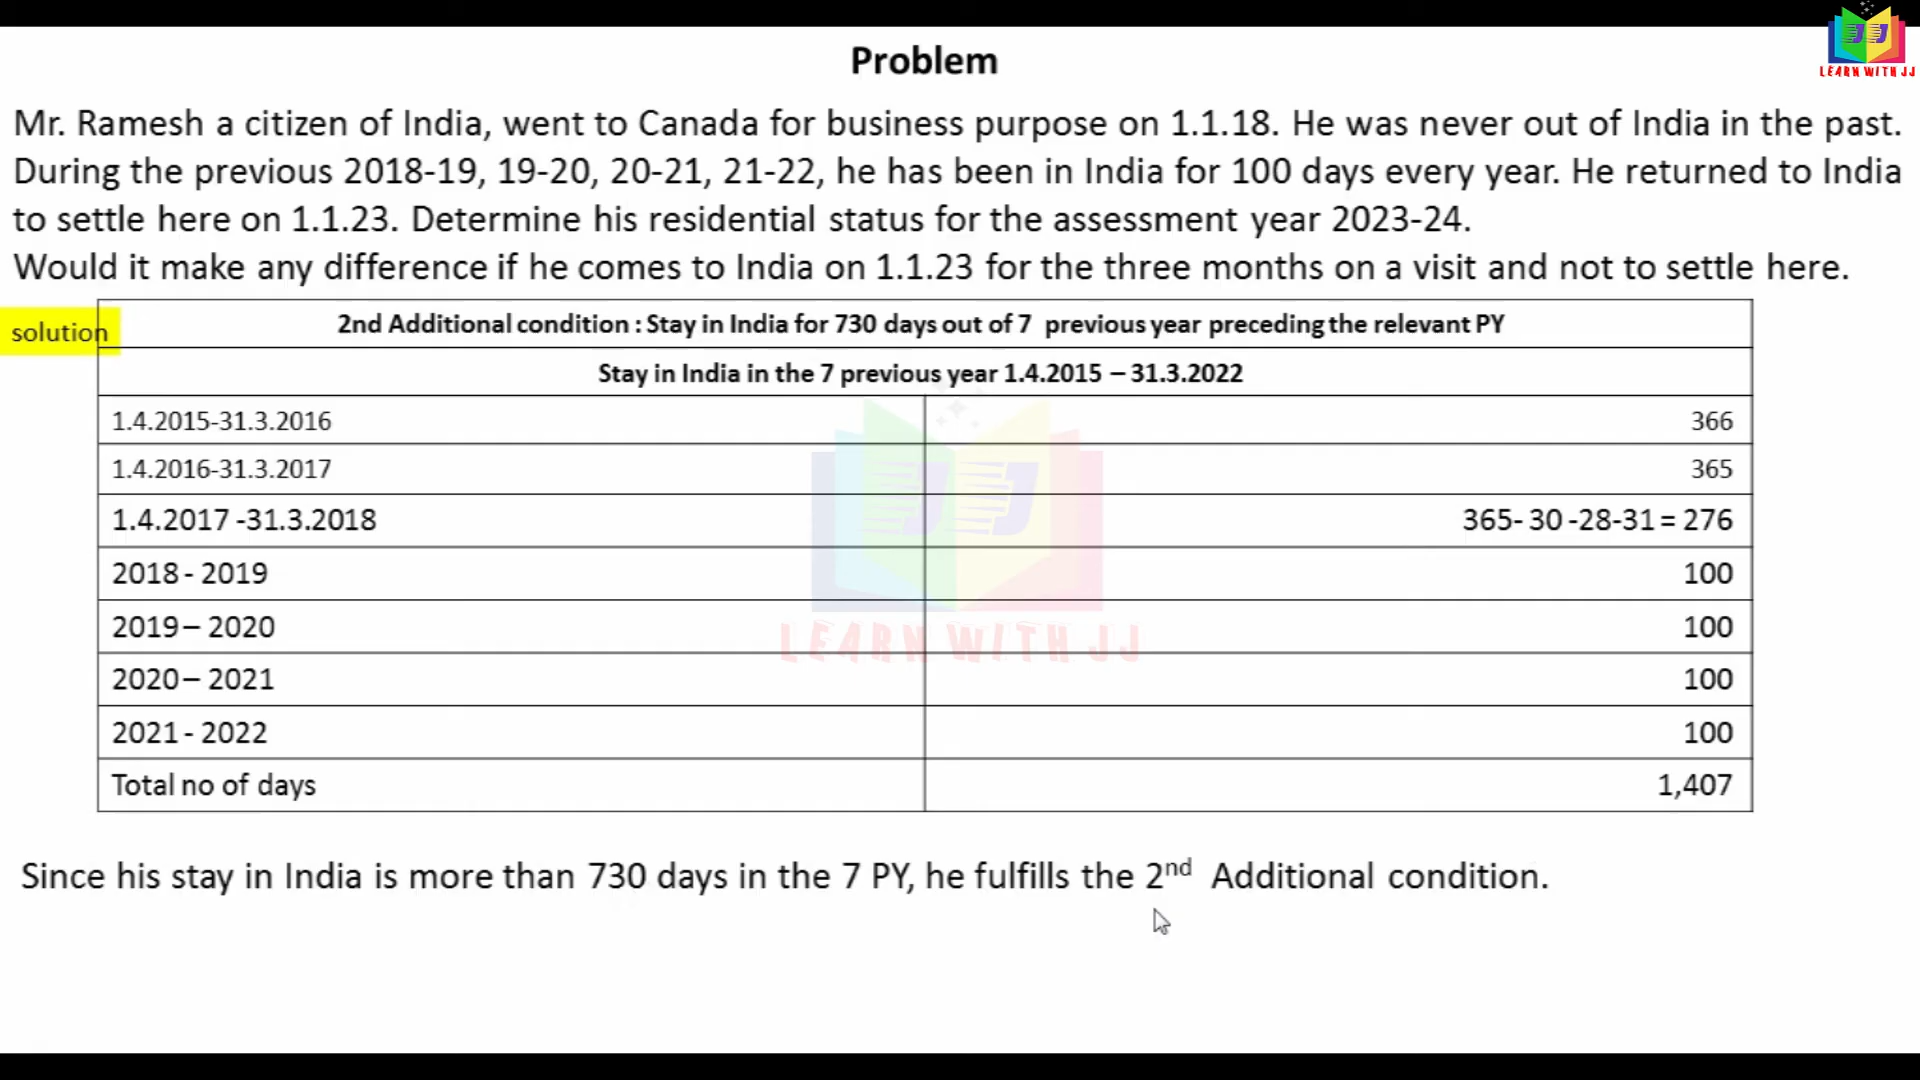 LEARN WITH JJ
Problem
Mr. Ramesh a citizen of India, went to Canada for business purpose on 1.1.18. He was never out of India in the past.
During the previous 2018-19, 19-20, 20-21, 21-22, he has been in India for 100 days every year. He returned to India
to settle here on 1.1.23. Determine his residential status for the assessment year 2023-24.
Would it make any difference if he comes to India on 1.1.23 for the three months on a visit and not to settle here.
solution
2nd Additional condition : Stay in India for 730 days out of 7 previous year preceding the relevant PY
Stay in India in the 7 previous year 1.4.2015 – 31.3.2022
1.4.2015-31.3.2016 366
1.4.2016-31.3.2017 365
1.4.2017 -31.3.2018 365- 30 -28-31 = 276
2018 - 2019 100
2019 – 2020 100
2020 – 2021 100
2021 - 2022 100
Total no of days 1,407
LEARN WITH JJ
Since his stay in India is more than 730 days in the 7 PY, he fulfills the 2nd Additional condition.